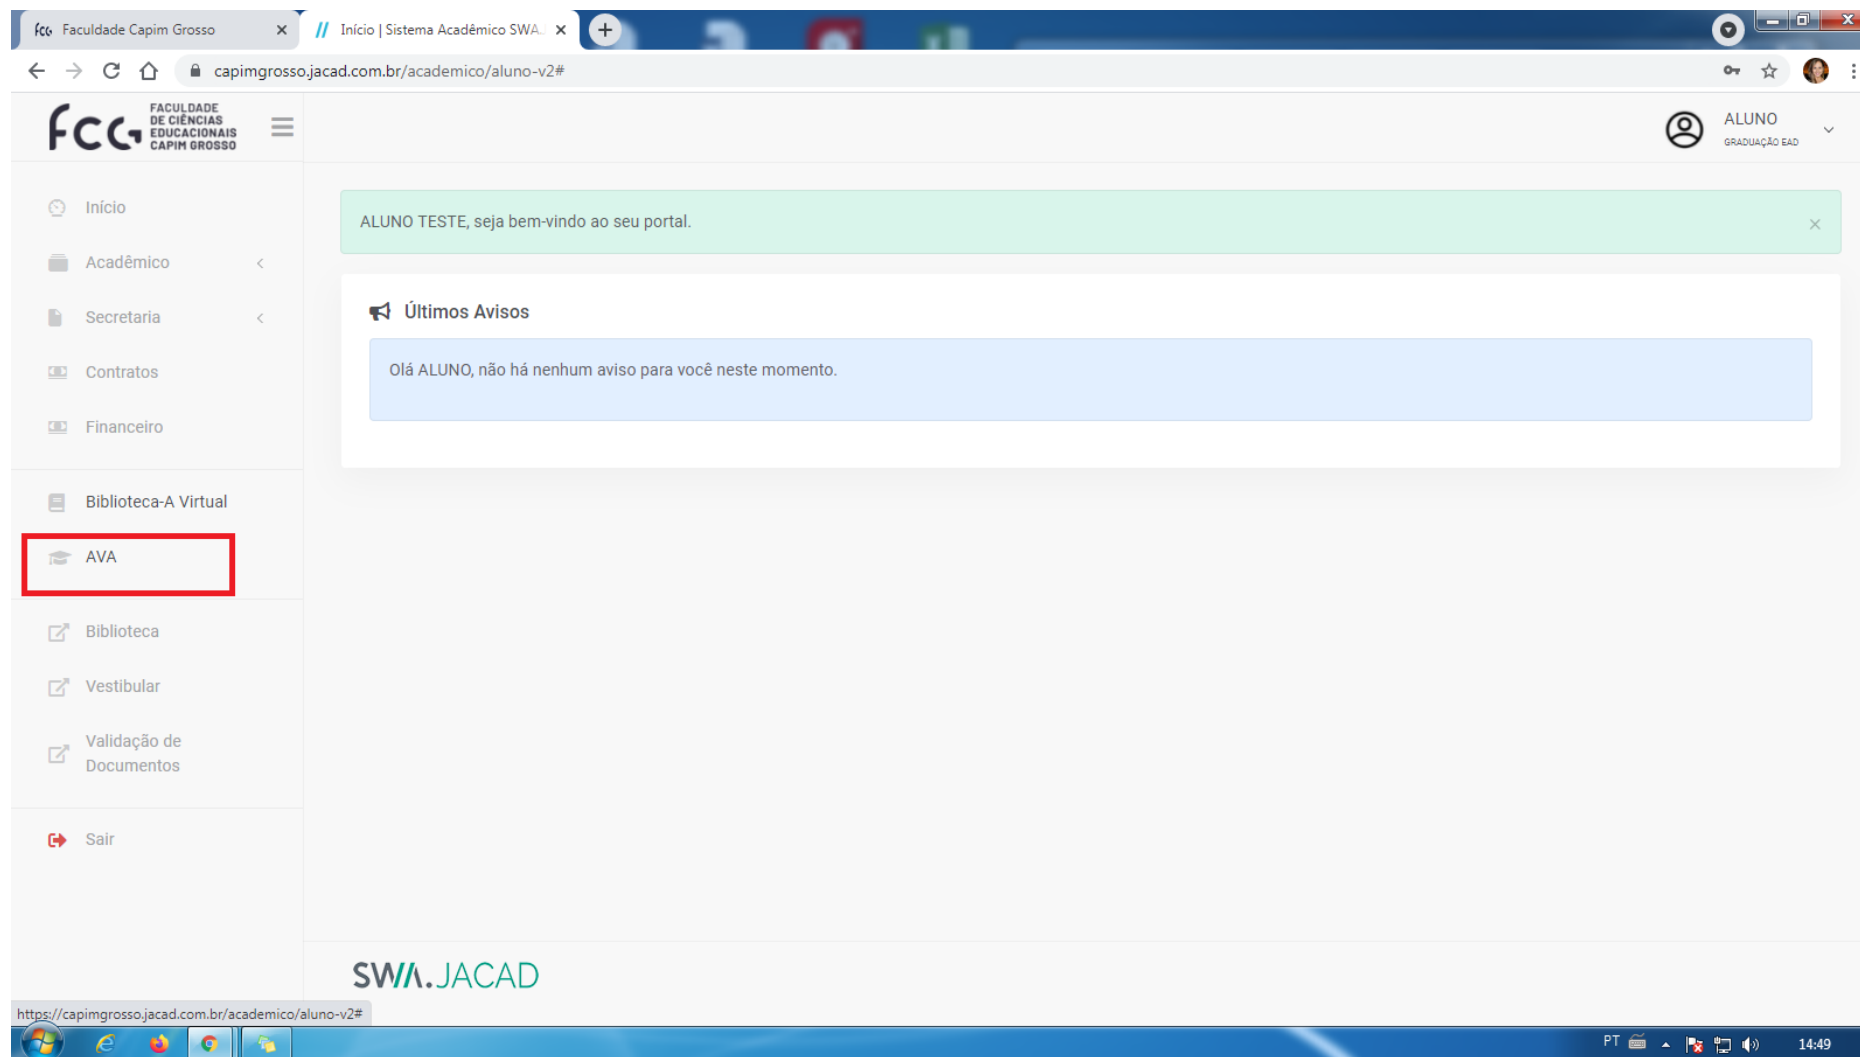 fcg Faculdade Capim Grosso
Início | Sistema Acadêmico SWA.
capimgrosso.jacad.com.br/academico/aluno-v2#
fCG FACULDADE
DE CIÊNCIAS
EDUCACIONAIS
CAPIM GROSSO
ALUNO
GRADUAÇÃO EAD
Início
ALUNO TESTE, seja bem-vindo ao seu portal.
Acadêmico
Secretaria
Últimos Avisos
Contratos
Olá ALUNO, não há nenhum aviso para você neste momento.
Financeiro
Biblioteca-A Virtual
AVA
Biblioteca
Vestibular
Validação de
Documentos
Sair
SWA.JACAD
https://capimgrosso.jacad.com.br/academico/aluno-v2#
PT 14:49